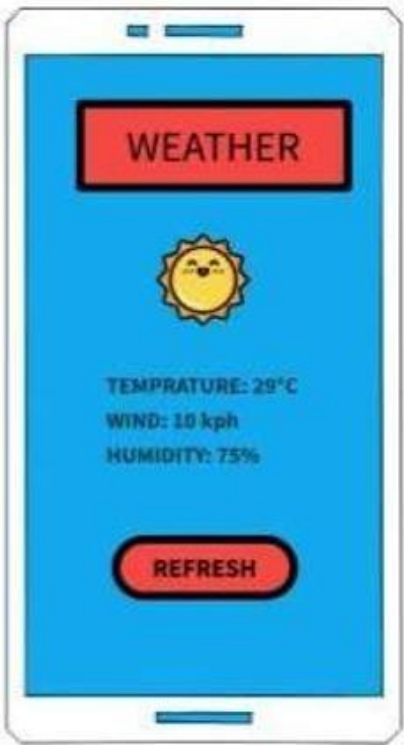 WEATHER
TEMPRATURE: 29°C
WIND: 10 kph
HUMIDITY: 75%
REFRESH